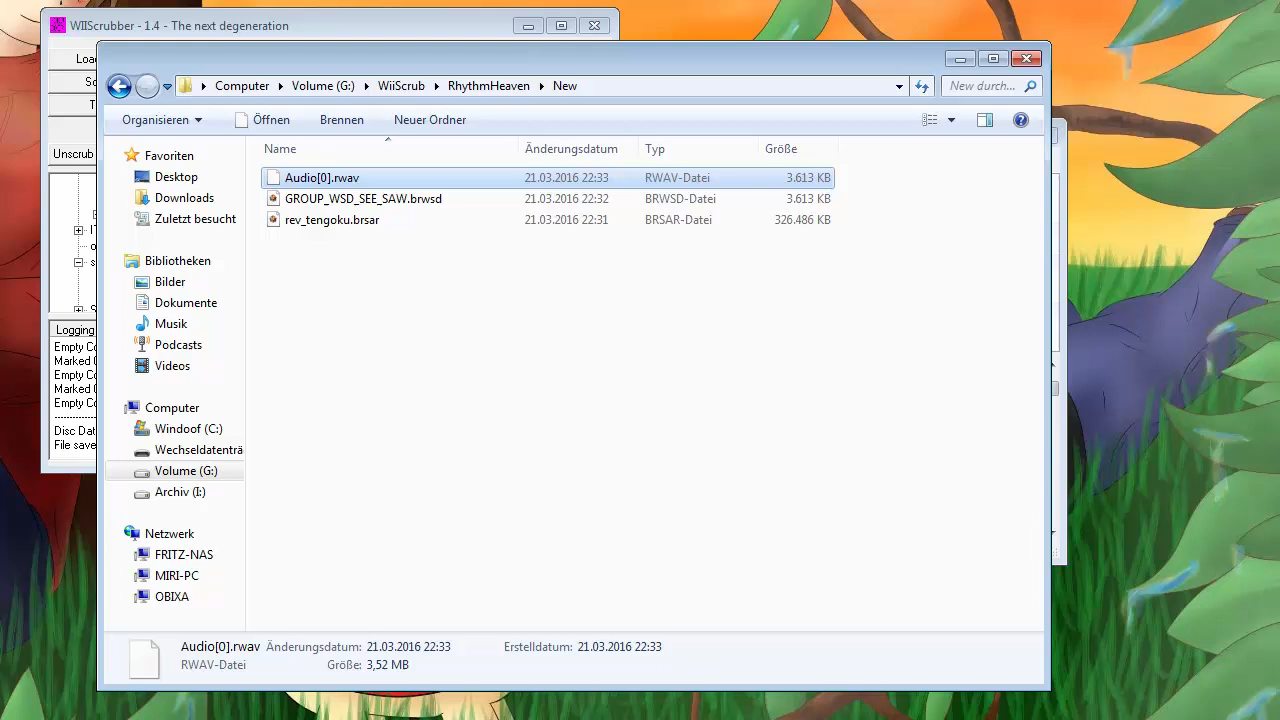 WIIScrubber - 1.4 - The next degeneration
Computer Volume (G:) WiiScrub RhythmHeaven New
New durch...
Organisieren Öffnen Brennen Neuer Ordner
Name Änderungsdatum Typ Größe
Audio[0].rwav 21.03.2016 22:33 RWAV-Datei 3.613 KB
GROUP_WSD_SEE_SAW.brwsd 21.03.2016 22:32 BRWSD-Datei 3.613 KB
rev_tengoku.brsar 21.03.2016 22:31 BRSAR-Datei 326.486 KB
Favoriten
Desktop
Downloads
Zuletzt besucht
Bibliotheken
Bilder
Dokumente
Musik
Podcasts
Videos
Computer
Windoof (C:)
Wechseldatenträ
Volume (G:)
Archiv (I:)
Netzwerk
FRITZ-NAS
MIRI-PC
OBIXA
Audio[0].rwav Änderungsdatum: 21.03.2016 22:33 Erstelldatum: 21.03.2016 22:33
RWAV-Datei Größe: 3,52 MB
Unscrub
Logging
Empty Co
Marked (
Empty Co
Marked (
Empty Co
Disc Dat
File save